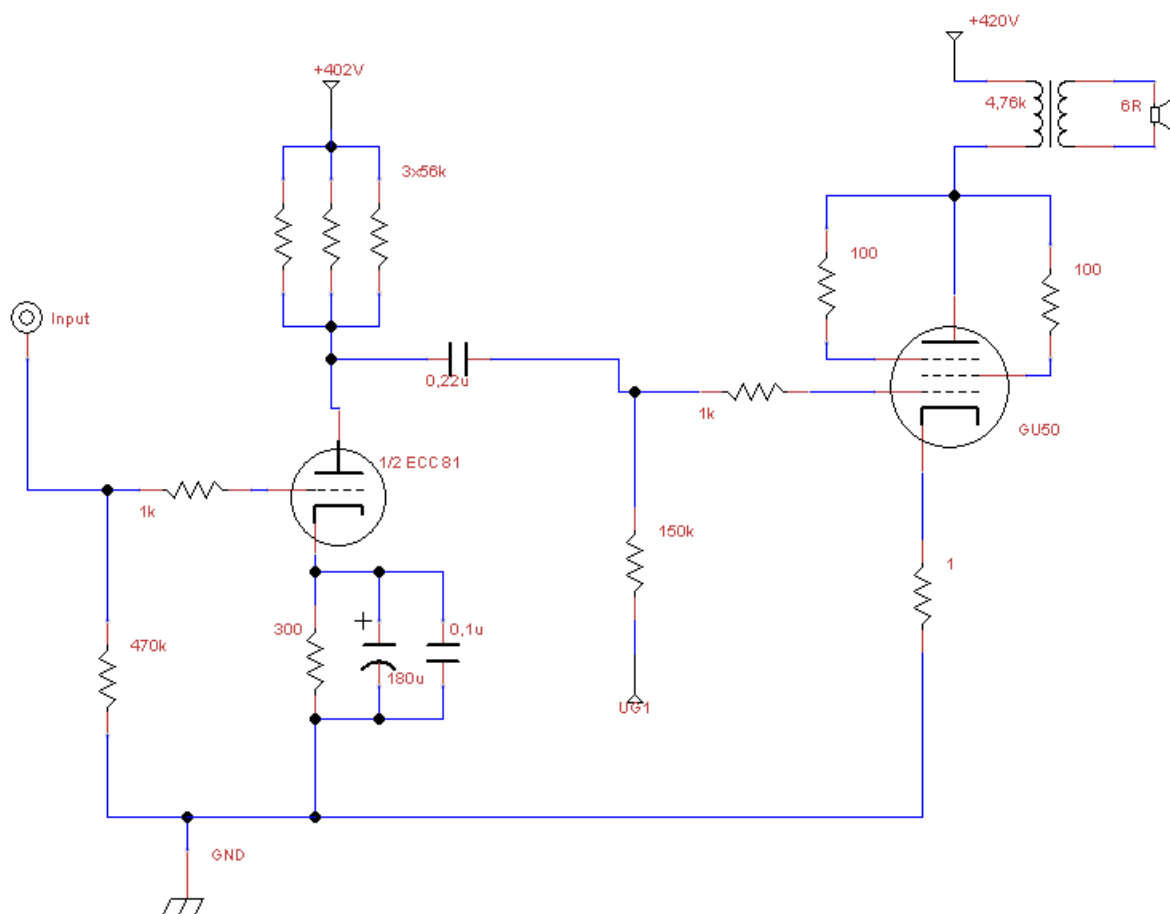 +420V
+402V
4,76k
6R
3x56k
100
100
Input
0,22u
1k
GU50
1/2 ECC81
1k
150k
1
300
0,1u
470k
180u
UG1
GND